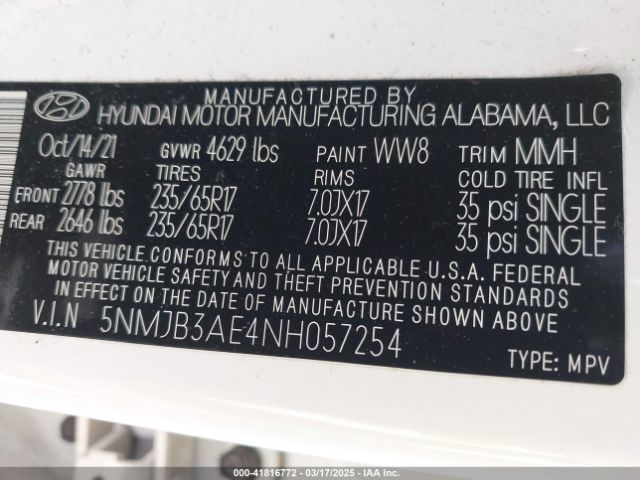 MANUFACTURED BY
HYUNDAI MOTOR MANUFACTURING ALABAMA, LLC
Oct/14/21 GVWR 4629 lbs PAINT WW8 TRIM MMH
GAWR TIRES RIMS COLD TIRE INFL
FRONT 2778 lbs 235/65R17 7.0JX17 35 psi SINGLE
REAR 2646 lbs 235/65R17 7.0JX17 35 psi SINGLE
THIS VEHICLE CONFORMS TO ALL APPLICABLE U.S.A. FEDERAL
MOTOR VEHICLE SAFETY AND THEFT PREVENTION STANDARDS
IN EFFECT ON THE DATE OF MANUFACTURE SHOWN ABOVE.
V.I.N 5NMJB3AE4NH057254
TYPE: MPV
000-41816772 — 03/17/2025 — IAA, Inc.